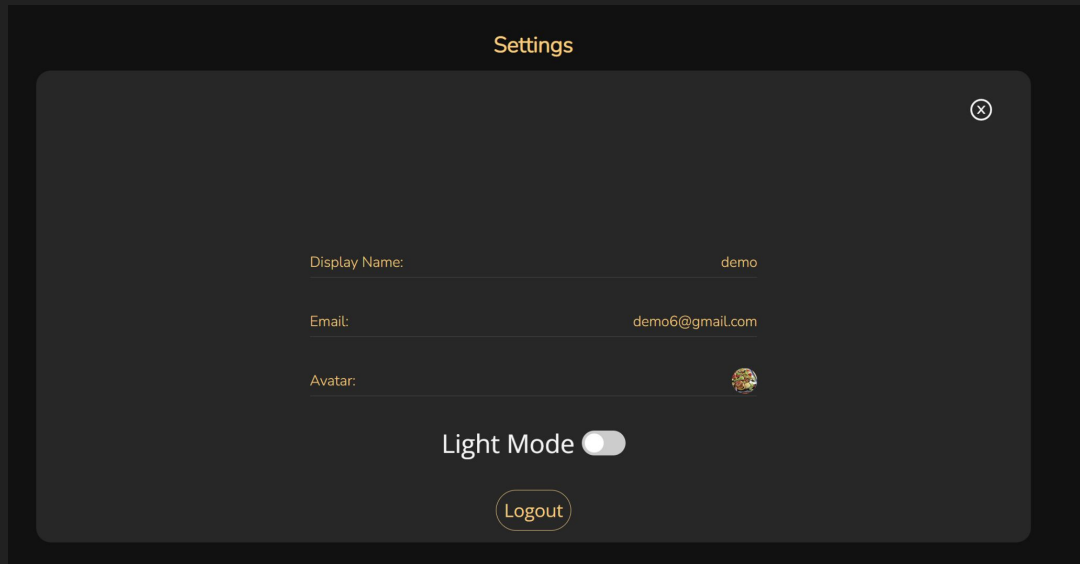 Settings
Display Name: demo
Email: demo6@gmail.com
Avatar:
Light Mode
Logout